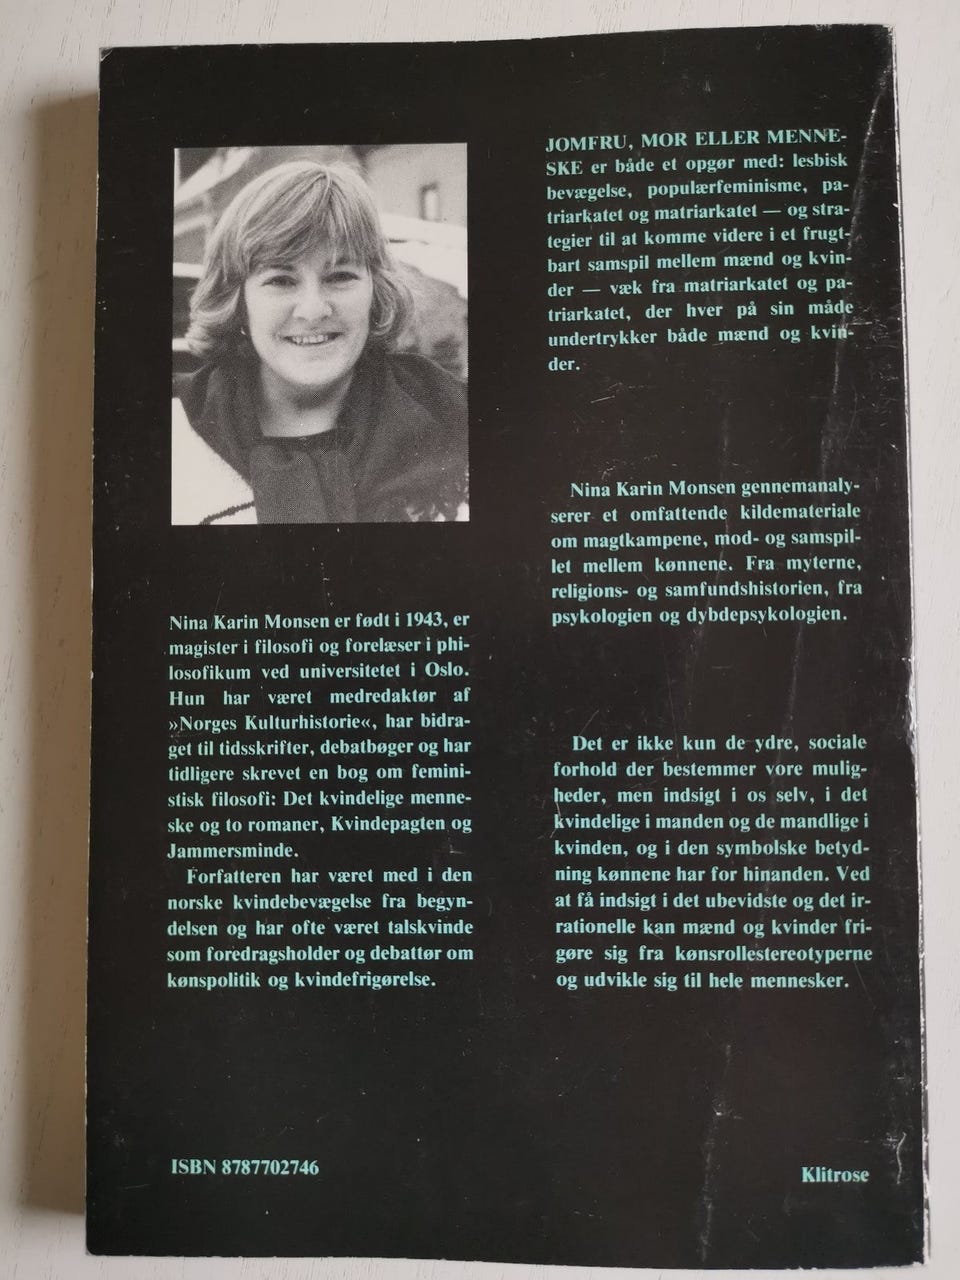 JOMFRU, MOR ELLER MENNE-
SKE er både et opgør med: lesbisk
bevægelse, populærfeminisme, pa-
triarkatet og matriarkatet — og stra-
tegier til at komme videre i et frugt-
bart samspil mellem mænd og kvin-
der — væk fra matriarkatet og pa-
triarkatet, der hver på sin måde
undertrykker både mænd og kvin-
der.
Nina Karin Monsen gennemanaly-
serer et omfattende kildemateriale
om magtkampene, mod- og samspil-
let mellem kønnene. Fra myterne,
religions- og samfundshistorien, fra
psykologien og dybdepsykologien.
Det er ikke kun de ydre, sociale
forhold der bestemmer vore mulig-
heder, men indsigt i os selv, i det
kvindelige i manden og de mandlige i
kvinden, og i den symbolske betyd-
ning kønnene har for hinanden. Ved
at få indsigt i det ubevidste og det ir-
rationelle kan mænd og kvinder fri-
gøre sig fra kønsrollestereotyperne
og udvikle sig til hele mennesker.
Nina Karin Monsen er født i 1943, er
magister i filosofi og forelæser i phi-
losofikum ved universitetet i Oslo.
Hun har været medredaktør af
»Norges Kulturhistorie«, har bidra-
get til tidsskrifter, debatbøger og har
tidligere skrevet en bog om femini-
stisk filosofi: Det kvindelige menne-
ske og to romaner, Kvindepagten og
Jammersminde.
Forfatteren har været med i den
norske kvindebevægelse fra begyn-
delsen og har ofte været talskvinde
som foredragsholder og debattør om
kønspolitik og kvindefrigørelse.
ISBN 8787702746
Klitrose